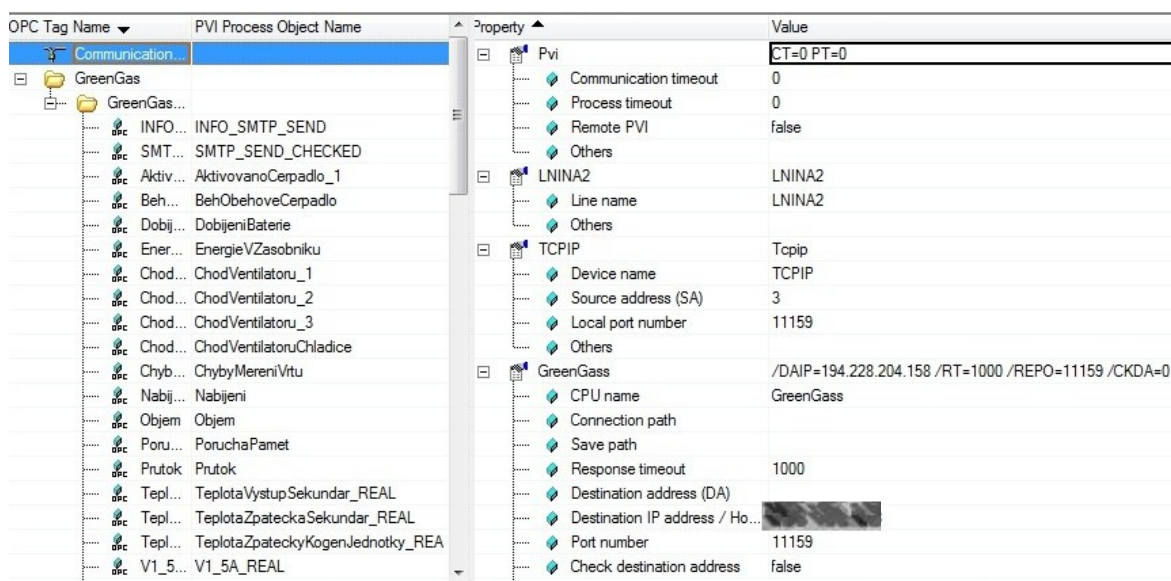 OPC Tag Name PVI Process Object Name
Communication...
GreenGas
GreenGas...
INFO... INFO_SMTP_SEND
SMT... SMTP_SEND_CHECKED
Aktiv... AktivovanoCerpadlo_1
Beh... BehObehoveCerpadlo
Dobij... DobijeniBaterie
Ener... EnergieVZasobniku
Chod... ChodVentilatoru_1
Chod... ChodVentilatoru_2
Chod... ChodVentilatoru_3
Chod... ChodVentilatoruChladice
Chyb... ChybyMereniVrtu
Nabij... Nabijeni
Objem Objem
Poru... PoruchaPamet
Prutok Prutok
Tepl... TeplotaVystupSekundar_REAL
Tepl... TeplotaZpateckaSekundar_REAL
Tepl... TeplotaZpateckyKogenJednotky_REA
V1_5... V1_5A_REAL
Property Value
Pvi CT=0 PT=0
Communication timeout 0
Process timeout 0
Remote PVI false
Others
LNINA2 LNINA2
Line name LNINA2
Others
TCPIP Tcpip
Device name TCPIP
Source address (SA) 3
Local port number 11159
Others
GreenGass /DAIP=194.228.204.158 /RT=1000 /REPO=11159 /CKDA=0
CPU name GreenGass
Connection path
Save path
Response timeout 1000
Destination address (DA)
Destination IP address / Ho...
Port number 11159
Check destination address false